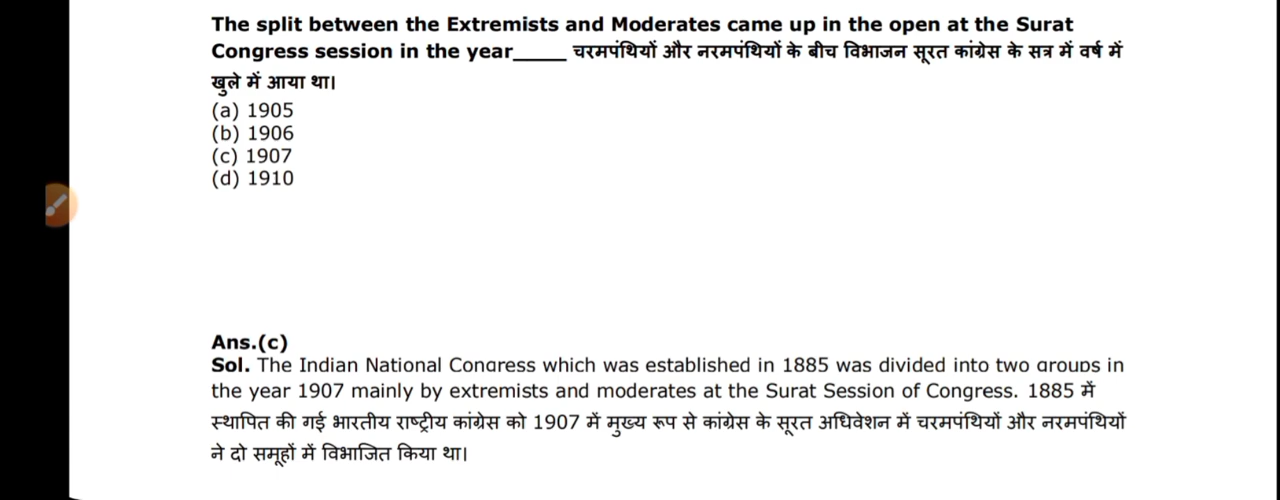 The split between the Extremists and Moderates came up in the open at the Surat
Congress session in the year_____ चरमपंथियों और नरमपंथियों के बीच विभाजन सूरत कांग्रेस के सत्र में वर्ष में
खुले में आया था।
(a) 1905
(b) 1906
(c) 1907
(d) 1910
Ans.(c)
Sol. The Indian National Congress which was established in 1885 was divided into two groups in
the year 1907 mainly by extremists and moderates at the Surat Session of Congress. 1885 में
स्थापित की गई भारतीय राष्ट्रीय कांग्रेस को 1907 में मुख्य रूप से कांग्रेस के सूरत अधिवेशन में चरमपंथियों और नरमपंथियों
ने दो समूहों में विभाजित किया था।